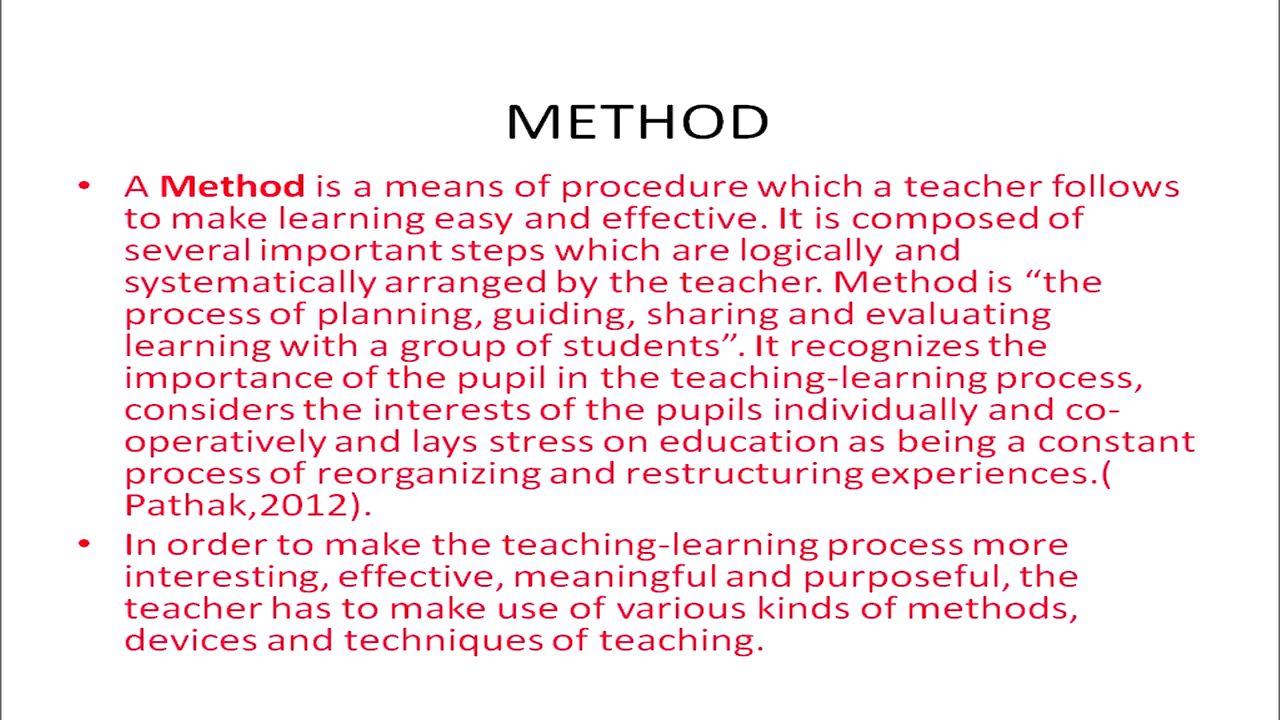 METHOD
• A Method is a means of procedure which a teacher follows
to make learning easy and effective. It is composed of
several important steps which are logically and
systematically arranged by the teacher. Method is “the
process of planning, guiding, sharing and evaluating
learning with a group of students”. It recognizes the
importance of the pupil in the teaching-learning process,
considers the interests of the pupils individually and co-
operatively and lays stress on education as being a constant
process of reorganizing and restructuring experiences.(
Pathak,2012).
• In order to make the teaching-learning process more
interesting, effective, meaningful and purposeful, the
teacher has to make use of various kinds of methods,
devices and techniques of teaching.